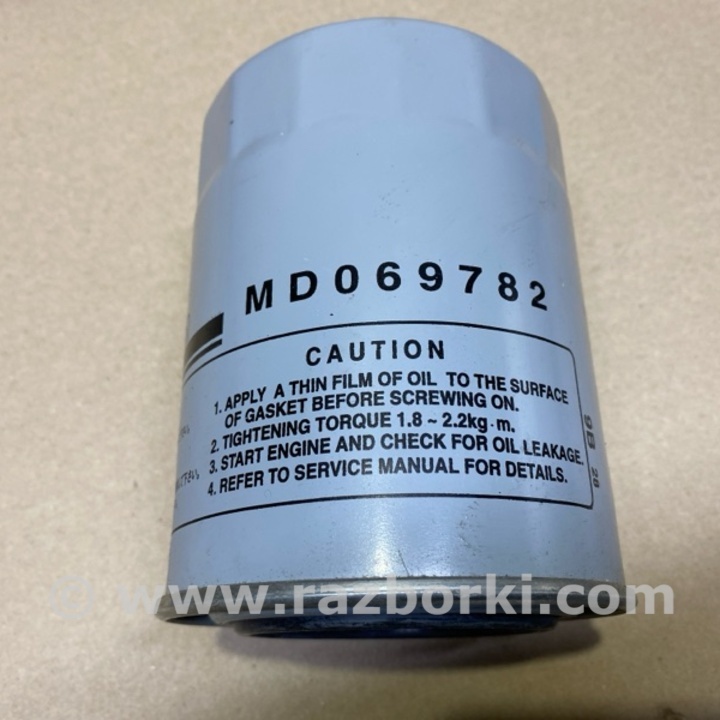 MD069782
CAUTION
1. APPLY A THIN FILM OF OIL TO THE SURFACE
OF GASKET BEFORE SCREWING ON.
2. TIGHTENING TORQUE 1.8 ~ 2.2kg·m.
3. START ENGINE AND CHECK FOR OIL LEAKAGE.
4. REFER TO SERVICE MANUAL FOR DETAILS.
9B 28
© www.razborki.com